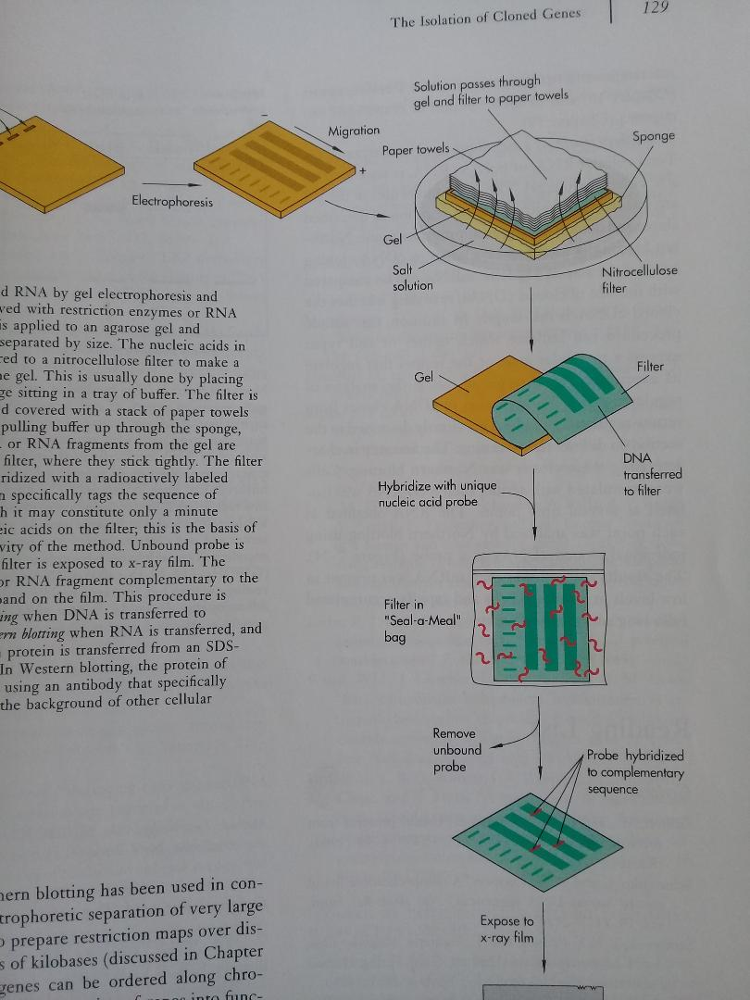 The Isolation of Cloned Genes
129
Solution passes through
gel and filter to paper towels
−
Migration
+
Electrophoresis
Paper towels
Sponge
Gel
Salt
solution
Nitrocellulose
filter
Gel
Filter
DNA
transferred
to filter
Hybridize with unique
nucleic acid probe
Filter in
"Seal-a-Meal"
bag
Remove
unbound
probe
Probe hybridized
to complementary
sequence
Expose to
x-ray film
d RNA by gel electrophoresis and
ved with restriction enzymes or RNA
is applied to an agarose gel and
separated by size. The nucleic acids in
red to a nitrocellulose filter to make a
he gel. This is usually done by placing
ge sitting in a tray of buffer. The filter is
d covered with a stack of paper towels
pulling buffer up through the sponge,
. or RNA fragments from the gel are
filter, where they stick tightly. The filter
ridized with a radioactively labeled
n specifically tags the sequence of
h it may constitute only a minute
eic acids on the filter; this is the basis of
vity of the method. Unbound probe is
filter is exposed to x-ray film. The
or RNA fragment complementary to the
band on the film. This procedure is
ing when DNA is transferred to
ern blotting when RNA is transferred, and
protein is transferred from an SDS-
In Western blotting, the protein of
using an antibody that specifically
the background of other cellular
hern blotting has been used in con-
trophoretic separation of very large
o prepare restriction maps over dis-
s of kilobases (discussed in Chapter
genes can be ordered along chro-